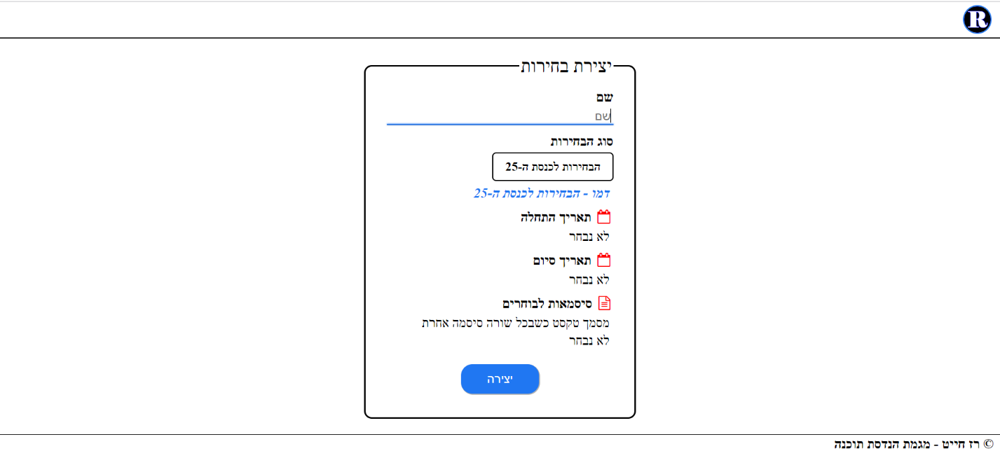 R
יצירת בחירות
שם
שם
סוג הבחירות
הבחירות לכנסת ה-25
דמו - הבחירות לכנסת ה-25
תאריך התחלה
לא נבחר
תאריך סיום
לא נבחר
סיסמאות לבוחרים
מסמך טקסט כשבכל שורה סיסמה אחרת
לא נבחר
יצירה
© רז חייט - מגמת הנדסת תוכנה